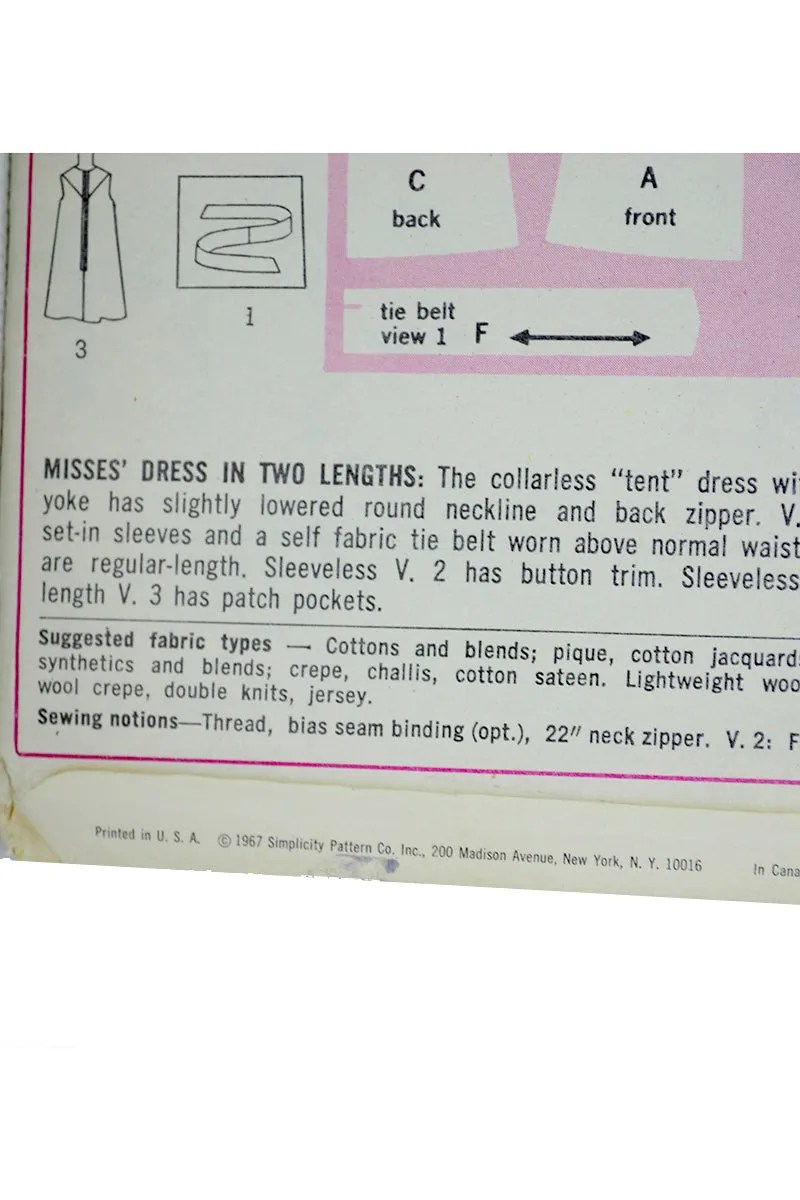 C
back
A
front
1
3
tie belt
view 1 F
MISSES' DRESS IN TWO LENGTHS: The collarless "tent" dress wi
yoke has slightly lowered round neckline and back zipper. V.
set-in sleeves and a self fabric tie belt worn above normal waist
are regular-length. Sleeveless V. 2 has button trim. Sleeveless
length V. 3 has patch pockets.
Suggested fabric types — Cottons and blends; pique, cotton jacquard
synthetics and blends; crepe, challis, cotton sateen. Lightweight woo
wool crepe, double knits, jersey.
Sewing notions—Thread, bias seam binding (opt.), 22" neck zipper. V. 2: F
Printed in U. S. A. © 1967 Simplicity Pattern Co. Inc., 200 Madison Avenue, New York, N. Y. 10016 In Cana